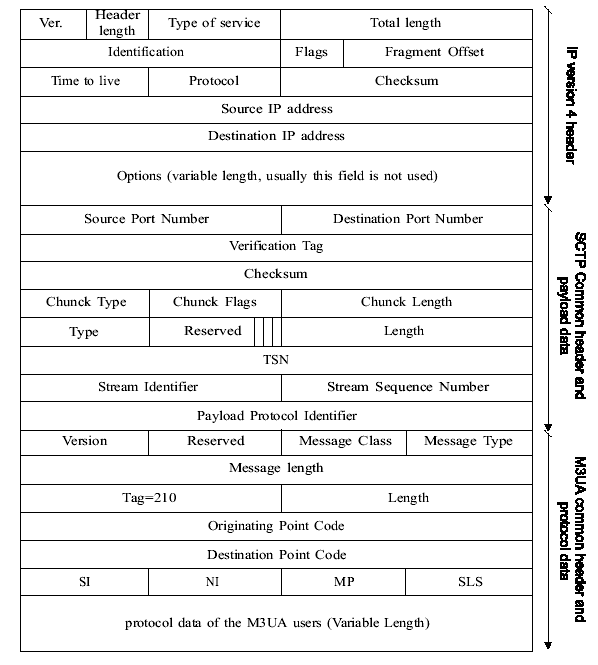 Ver.
Header length
Type of service
Total length
Identification
Flags
Fragment Offset
Time to live
Protocol
Checksum
Source IP address
Destination IP address
Options (variable length, usually this field is not used)
IP version 4 header
Source Port Number
Destination Port Number
Verification Tag
Checksum
Chunck Type
Chunck Flags
Chunck Length
Type
Reserved
Length
TSN
Stream Identifier
Stream Sequence Number
Payload Protocol Identifier
SCTP Common header and
payload data
Version
Reserved
Message Class
Message Type
Message length
Tag=210
Length
Originating Point Code
Destination Point Code
SI
NI
MP
SLS
protocol data of the M3UA users (Variable Length)
M3UA common header and
protocol data